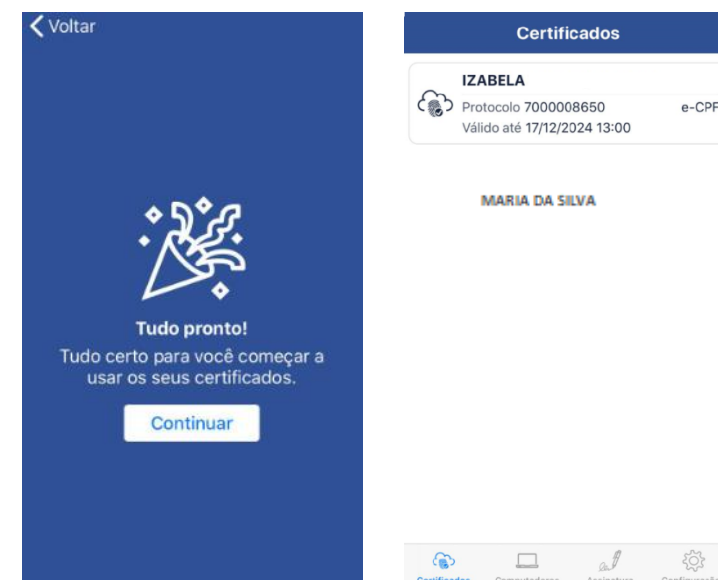 Voltar
Tudo pronto!
Tudo certo para você começar a
usar os seus certificados.
Continuar
Certificados
IZABELA
Protocolo 7000008650 e-CPF
Válido até 17/12/2024 13:00
MARIA DA SILVA